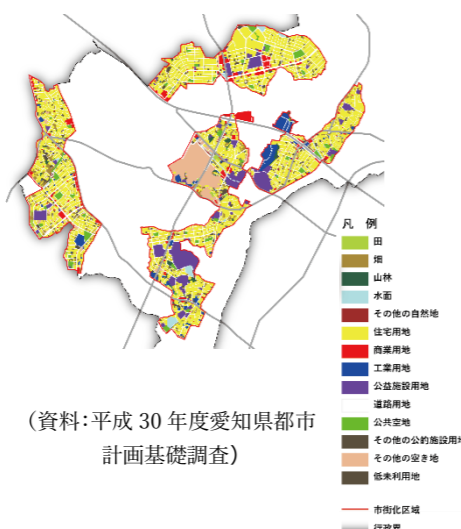 凡 例
田
畑
山林
水面
その他の自然地
住宅用地
商業用地
工業用地
公益施設用地
道路用地
公共空地
その他の公的施設用地
その他の空き地
低未利用地
市街化区域
行政界
(資料:平成 30 年度愛知県都市
計画基礎調査)